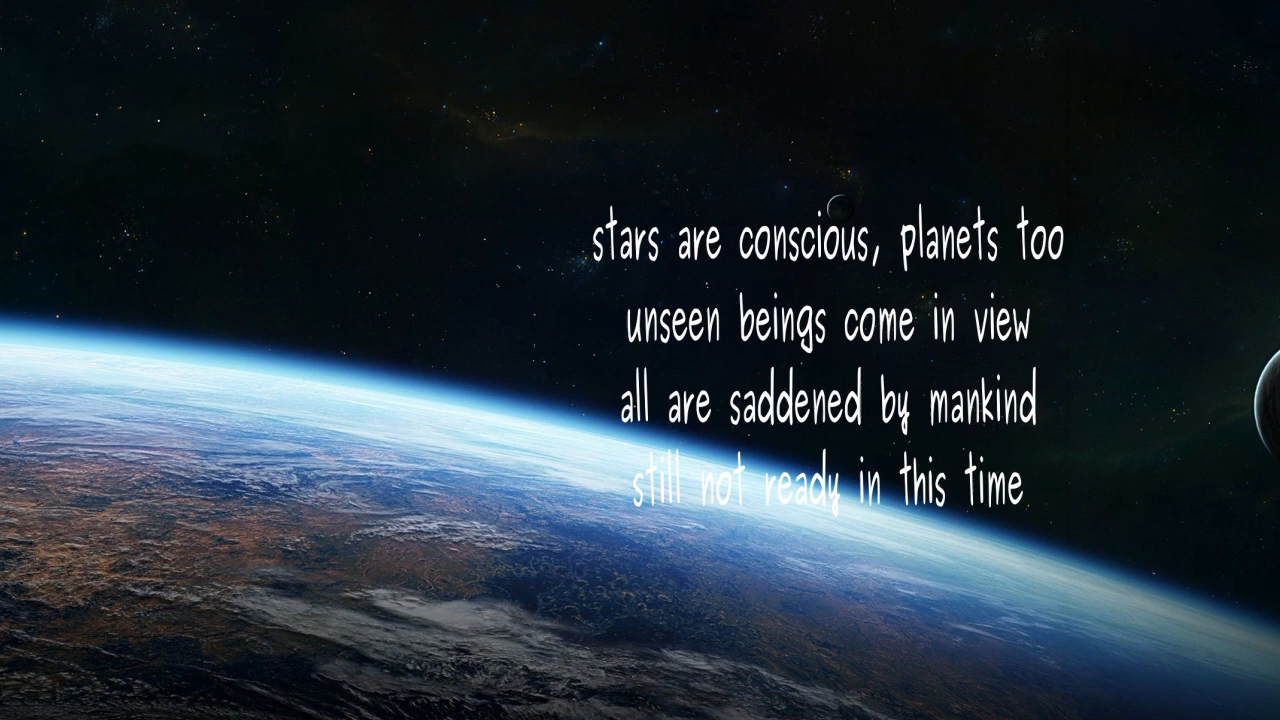 stars are conscious, planets too
unseen beings come in view
all are saddened by mankind
still not ready in this time